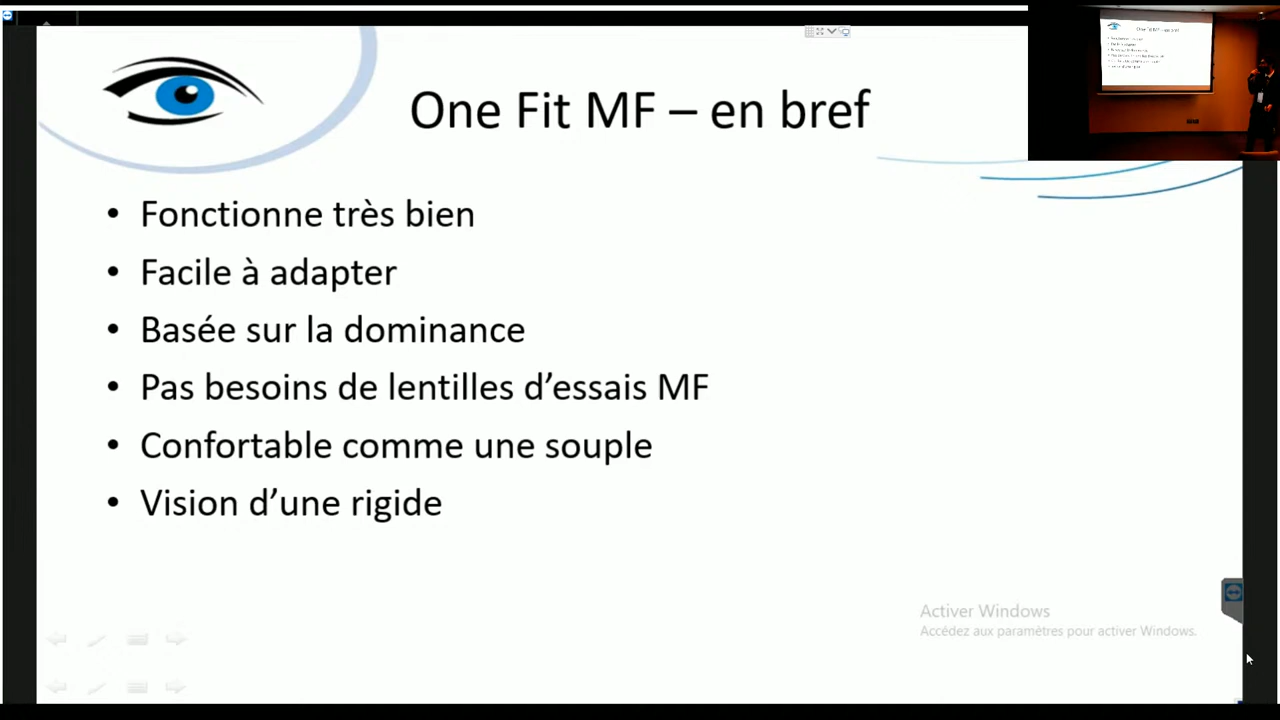 One Fit MF – en bref
• Fonctionne très bien
• Facile à adapter
• Basée sur la dominance
• Pas besoins de lentilles d’essais MF
• Confortable comme une souple
• Vision d’une rigide
Activer Windows
Accédez aux paramètres pour activer Windows.